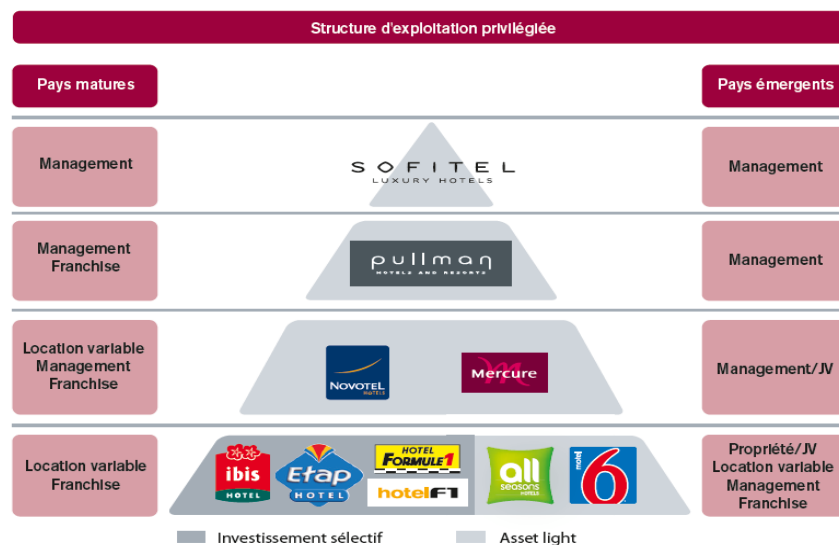 Structure d'exploitation privilégiée
Pays matures
Pays émergents
Management
SOFITEL
LUXURY HOTELS
Management
Management
Franchise
pullman
HOTELS AND RESORTS
Management
Location variable
Management
Franchise
NOVOTEL
HOTELS
Mercure
Management/JV
Location variable
Franchise
ibis
HOTEL
Etap
HOTEL
HOTEL
FORMULE1
hotelF1
all
seasons
HOTELS
motel
6
Propriété/JV
Location variable
Management
Franchise
Investissement sélectif
Asset light